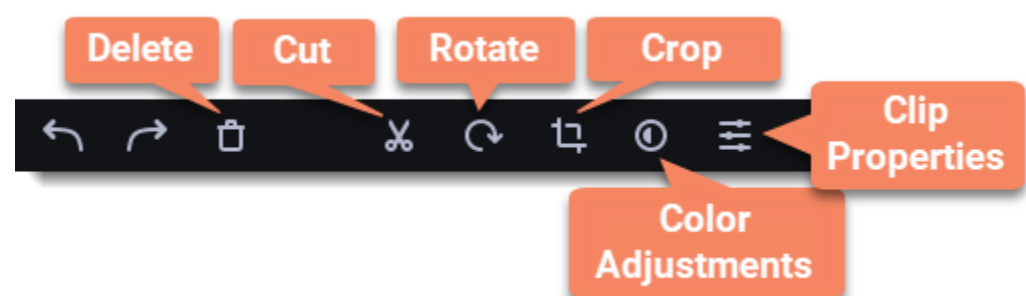 Delete
Cut
Rotate
Crop
Clip
Properties
Color
Adjustments